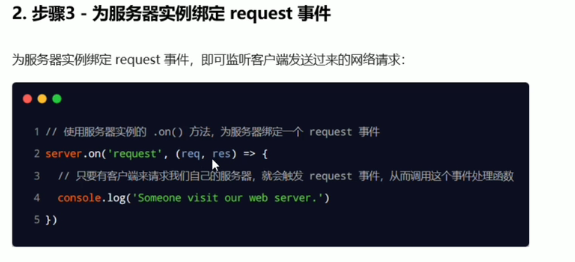 2. 步骤3 - 为服务器实例绑定 request 事件
为服务器实例绑定 request 事件，即可监听客户端发送过来的网络请求：
1 // 使用服务器实例的 .on() 方法，为服务器绑定一个 request 事件
2 server.on('request', (req, res) => {
3   // 只要有客户端来请求我们自己的服务器，就会触发 request 事件，从而调用这个事件处理函数
4   console.log('Someone visit our web server.')
5 })